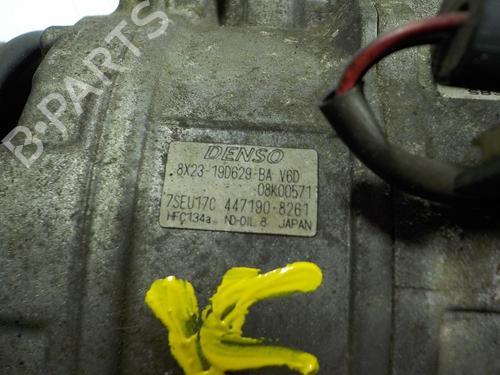 DENSO
8X23-19D629-BA V6D
08K00571
7SEU17C 447190-8261
HFC134a ND-OIL 8 JAPAN
B-PARTS